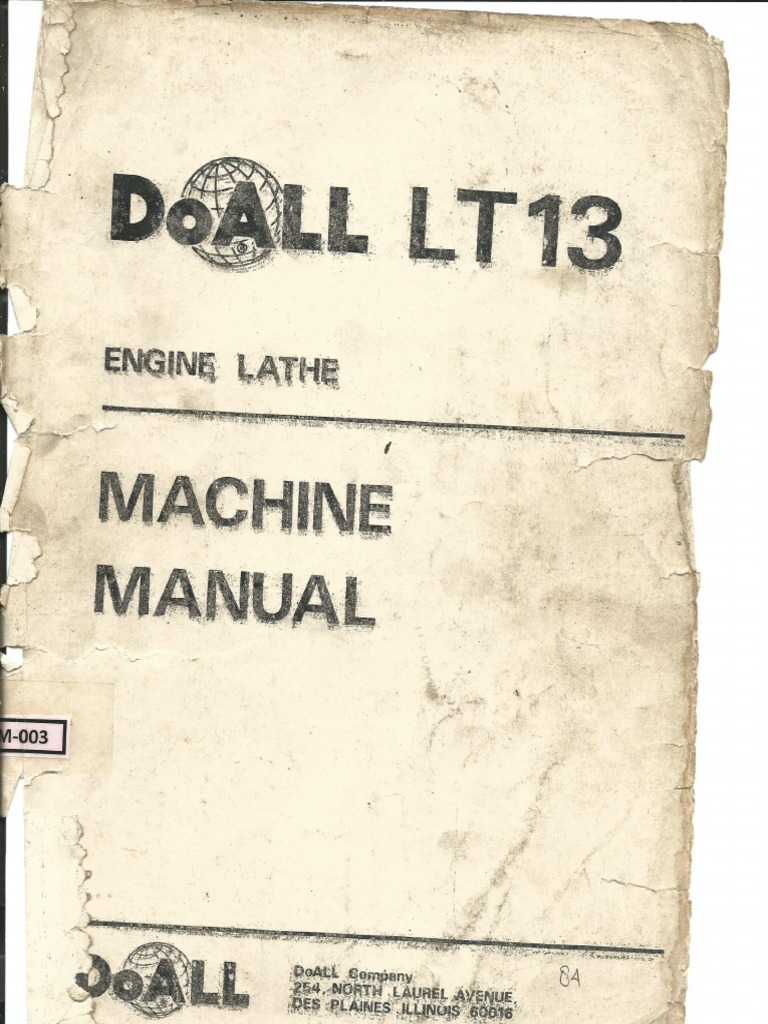 DoALL LT13
ENGINE LATHE
MACHINE
MANUAL
M-003
DoALL
DoALL Company
254 NORTH LAUREL AVENUE
DES PLAINES ILLINOIS 60016
84